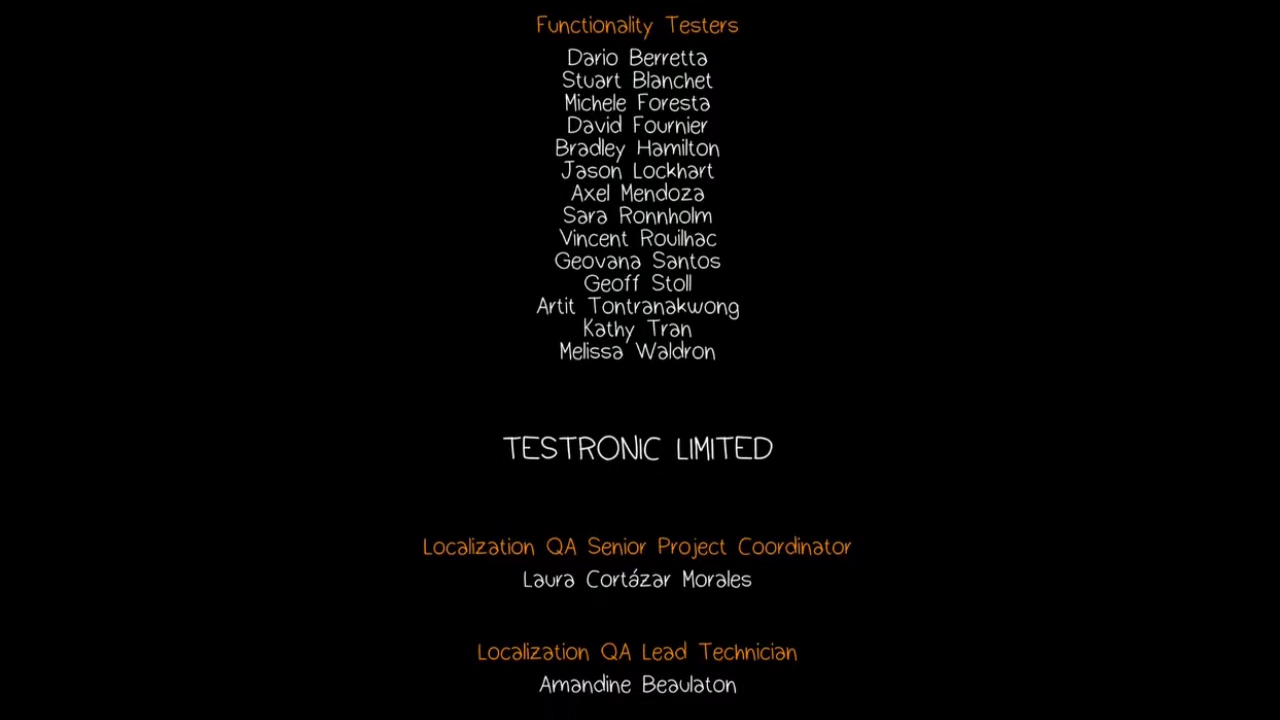 Functionality Testers
Dario Berretta
Stuart Blanchet
Michele Foresta
David Fournier
Bradley Hamilton
Jason Lockhart
Axel Mendoza
Sara Ronnholm
Vincent Rouilhac
Geovana Santos
Geoff Stoll
Artit Tontranakwong
Kathy Tran
Melissa Waldron
TESTRONIC LIMITED
Localization QA Senior Project Coordinator
Laura Cortázar Morales
Localization QA Lead Technician
Amandine Beaulaton